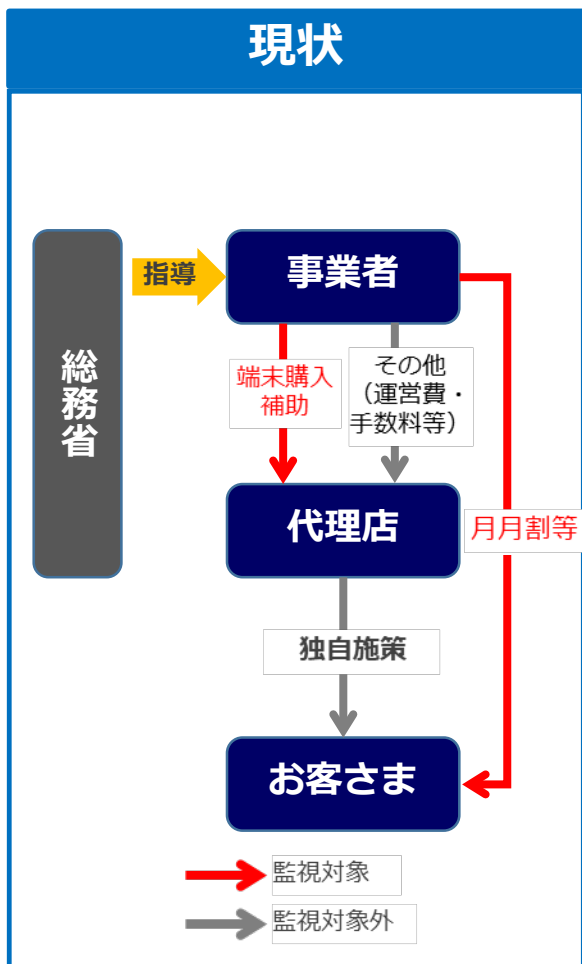 現状
総務省
指導
事業者
端末購入
補助
その他
（運営費・
手数料等）
代理店
月月割等
独自施策
お客さま
監視対象
監視対象外